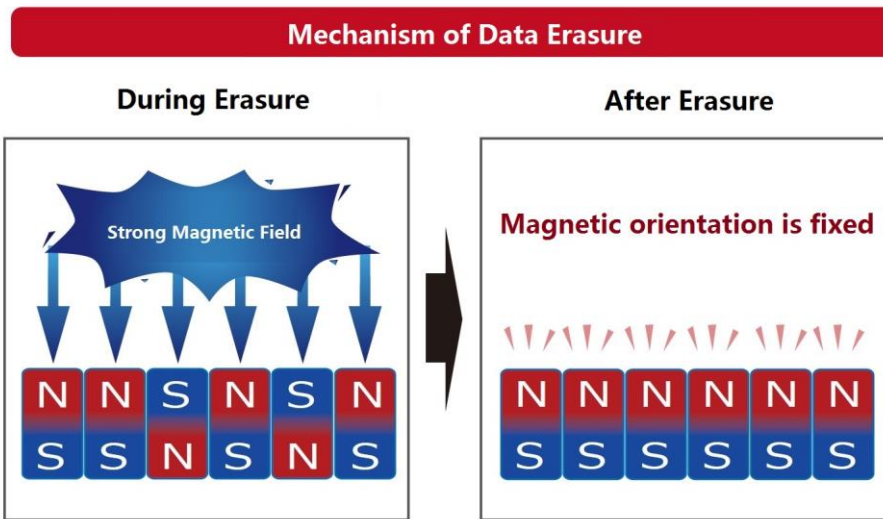 Mechanism of Data Erasure
During Erasure
After Erasure
Strong Magnetic Field
Magnetic orientation is fixed
N N S N S N
S S N S N S
N N N N N N
S S S S S S